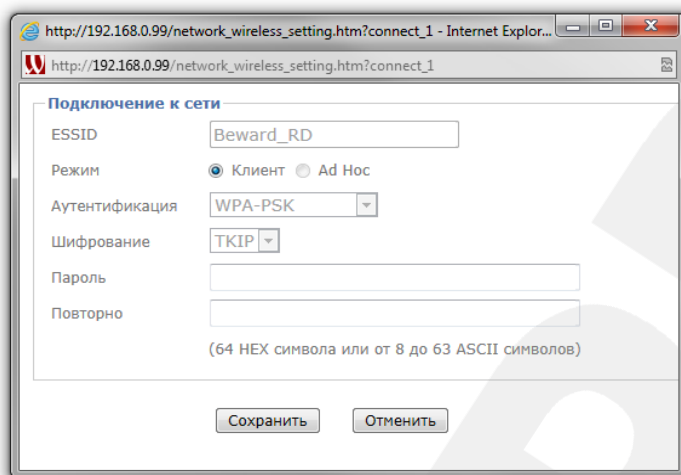 http://192.168.0.99/network_wireless_setting.htm?connect_1 - Internet Explor...
http://192.168.0.99/network_wireless_setting.htm?connect_1
Подключение к сети
ESSID Beward_RD
Режим Клиент Ad Hoc
Аутентификация WPA-PSK
Шифрование TKIP
Пароль
Повторно
(64 HEX символа или от 8 до 63 ASCII символов)
Сохранить Отменить